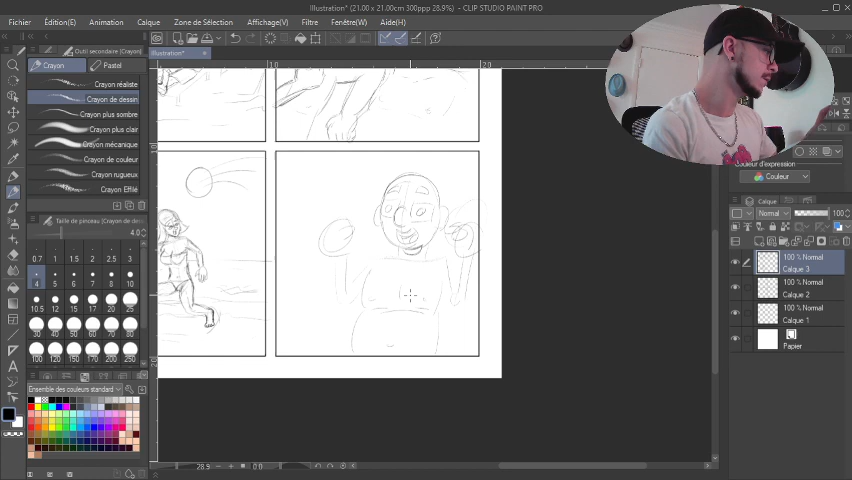 Illustration* (21.00 x 21.00cm 300ppp 28.9%) - CLIP STUDIO PAINT PRO
Fichier Édition(E) Animation Calque Zone de Sélection Affichage(V) Filtre Fenêtre(W) Aide(H)
Outil secondaire (Crayon)
Illustration*
Crayon Pastel
10 20
Crayon réaliste
Crayon de dessin
Crayon plus sombre
Crayon plus clair
Crayon mécanique
Crayon de couleur
Crayon rugueux
Crayon Effilé
Taille de pinceau [Crayon de des
4.0
0.7 1 2 2.5 3
4 5 6 8 10
10.5 12 15 17 20 25
30 40 50 60 70 80
100 120 150 170 200 250
Ensemble des couleurs standard
Couleur d'expression
Couleur
Calque
Normal 100
100 % Normal
Calque 3
100 % Normal
Calque 2
100 % Normal
Calque 1
Papier
28.9 0.0